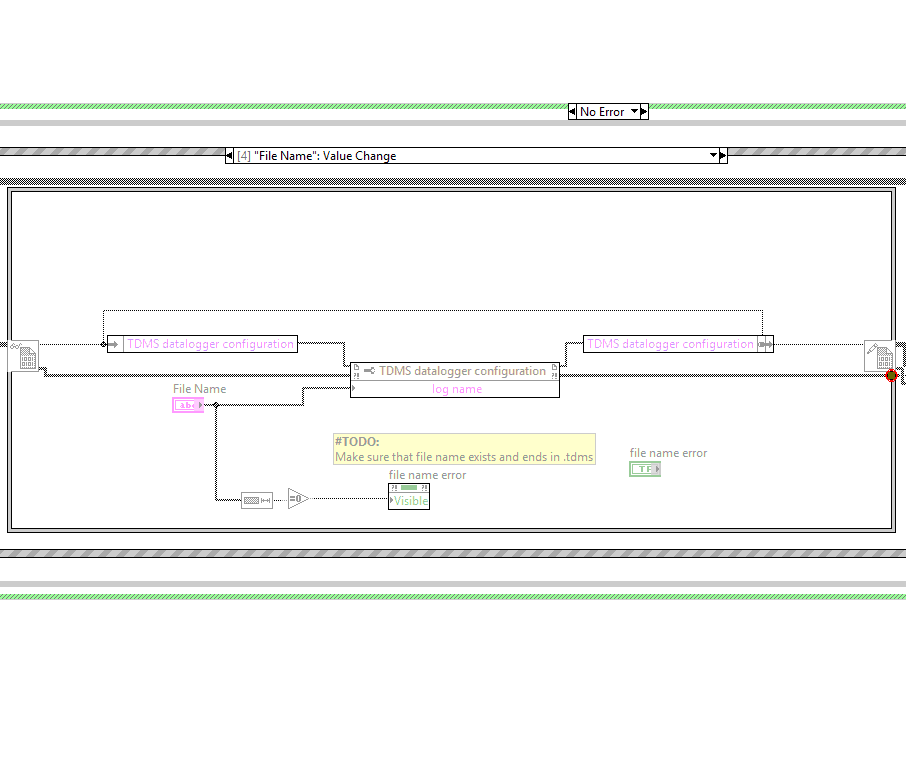 No Error
[4] "File Name": Value Change
TDMS datalogger configuration
TDMS datalogger configuration
TDMS datalogger configuration
log name
File Name
abc
#TODO:
Make sure that file name exists and ends in .tdms
file name error
Visible
=0
file name error
TF